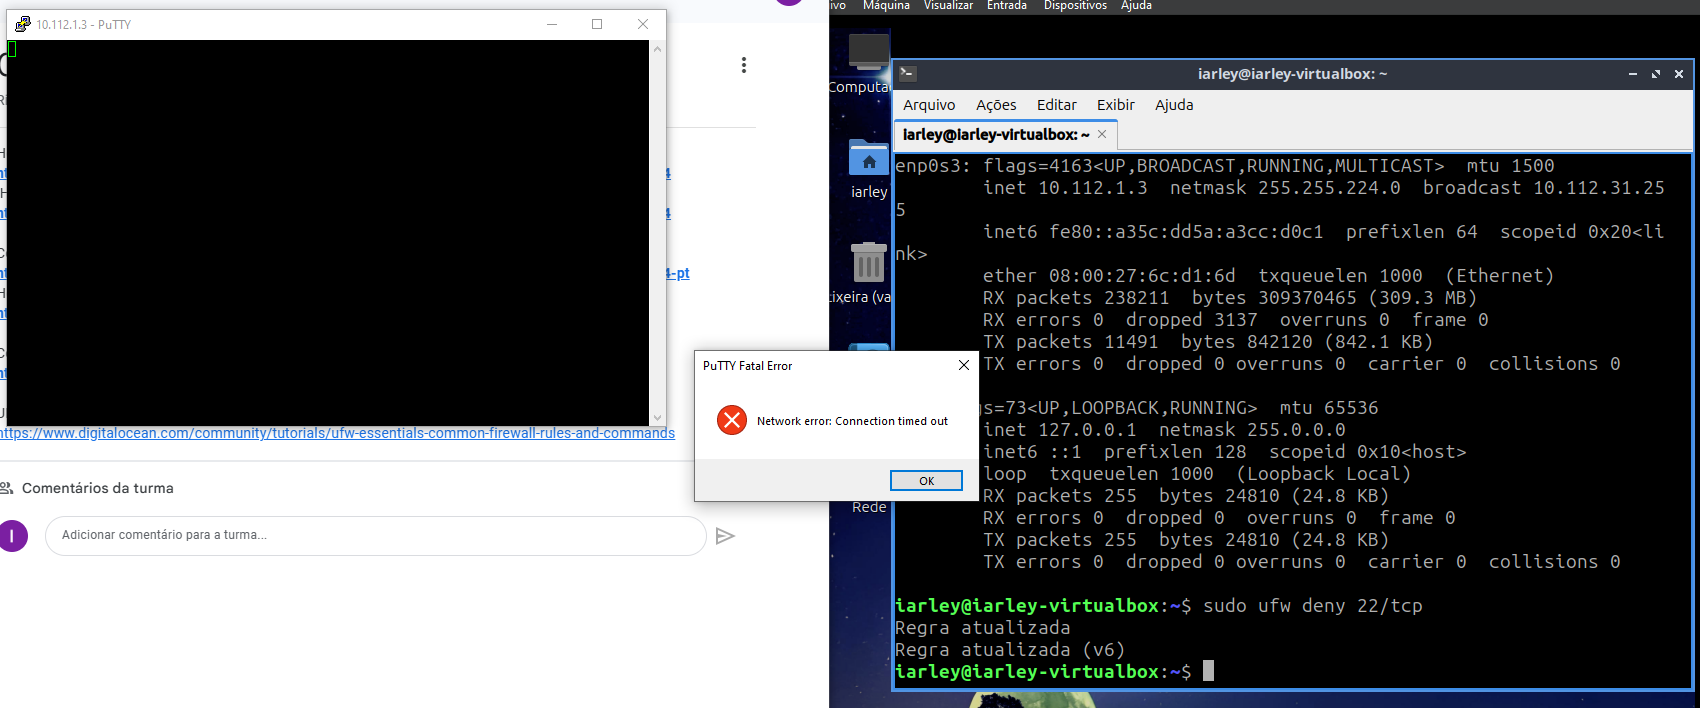 10.112.1.3 - PuTTY
4
4
4-pt
https://www.digitalocean.com/community/tutorials/ufw-essentials-common-firewall-rules-and-commands
Comentários da turma
I
Adicionar comentário para a turma...
PuTTY Fatal Error
Network error: Connection timed out
OK
ivo Máquina Visualizar Entrada Dispositivos Ajuda
Computa
iarley
ixeira (va
Rede
iarley@iarley-virtualbox: ~
Arquivo Ações Editar Exibir Ajuda
iarley@iarley-virtualbox: ~
enp0s3: flags=4163<UP,BROADCAST,RUNNING,MULTICAST>  mtu 1500
inet 10.112.1.3  netmask 255.255.224.0  broadcast 10.112.31.25
5
inet6 fe80::a35c:dd5a:a3cc:d0c1  prefixlen 64  scopeid 0x20<li
nk>
ether 08:00:27:6c:d1:6d  txqueuelen 1000  (Ethernet)
RX packets 238211  bytes 309370465 (309.3 MB)
RX errors 0  dropped 3137  overruns 0  frame 0
TX packets 11491  bytes 842120 (842.1 KB)
TX errors 0  dropped 0 overruns 0  carrier 0  collisions 0
s=73<UP,LOOPBACK,RUNNING>  mtu 65536
inet 127.0.0.1  netmask 255.0.0.0
inet6 ::1  prefixlen 128  scopeid 0x10<host>
loop  txqueuelen 1000  (Loopback Local)
RX packets 255  bytes 24810 (24.8 KB)
RX errors 0  dropped 0  overruns 0  frame 0
TX packets 255  bytes 24810 (24.8 KB)
TX errors 0  dropped 0 overruns 0  carrier 0  collisions 0
iarley@iarley-virtualbox:~$ sudo ufw deny 22/tcp
Regra atualizada
Regra atualizada (v6)
iarley@iarley-virtualbox:~$